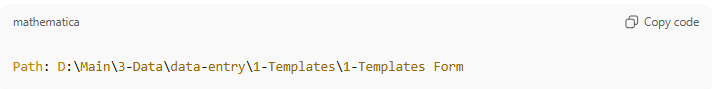 mathematica
Copy code
Path: D:\Main\3-Data\data-entry\1-Templates\1-Templates Form